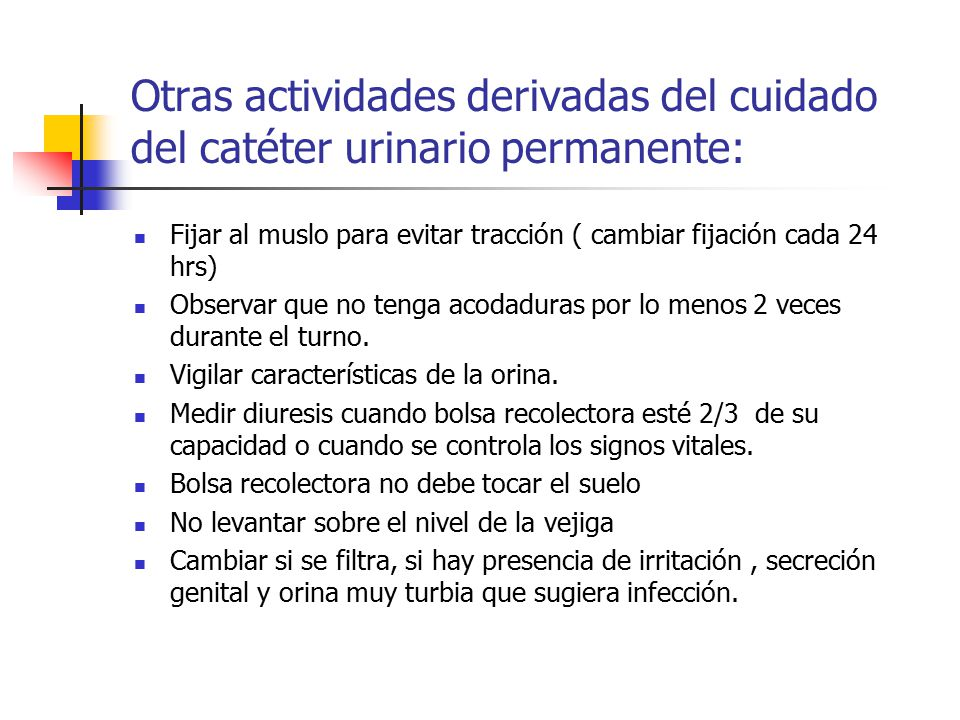 Otras actividades derivadas del cuidado
del catéter urinario permanente:
Fijar al muslo para evitar tracción ( cambiar fijación cada 24
hrs)
Observar que no tenga acodaduras por lo menos 2 veces
durante el turno.
Vigilar características de la orina.
Medir diuresis cuando bolsa recolectora esté 2/3  de su
capacidad o cuando se controla los signos vitales.
Bolsa recolectora no debe tocar el suelo
No levantar sobre el nivel de la vejiga
Cambiar si se filtra, si hay presencia de irritación , secreción
genital y orina muy turbia que sugiera infección.